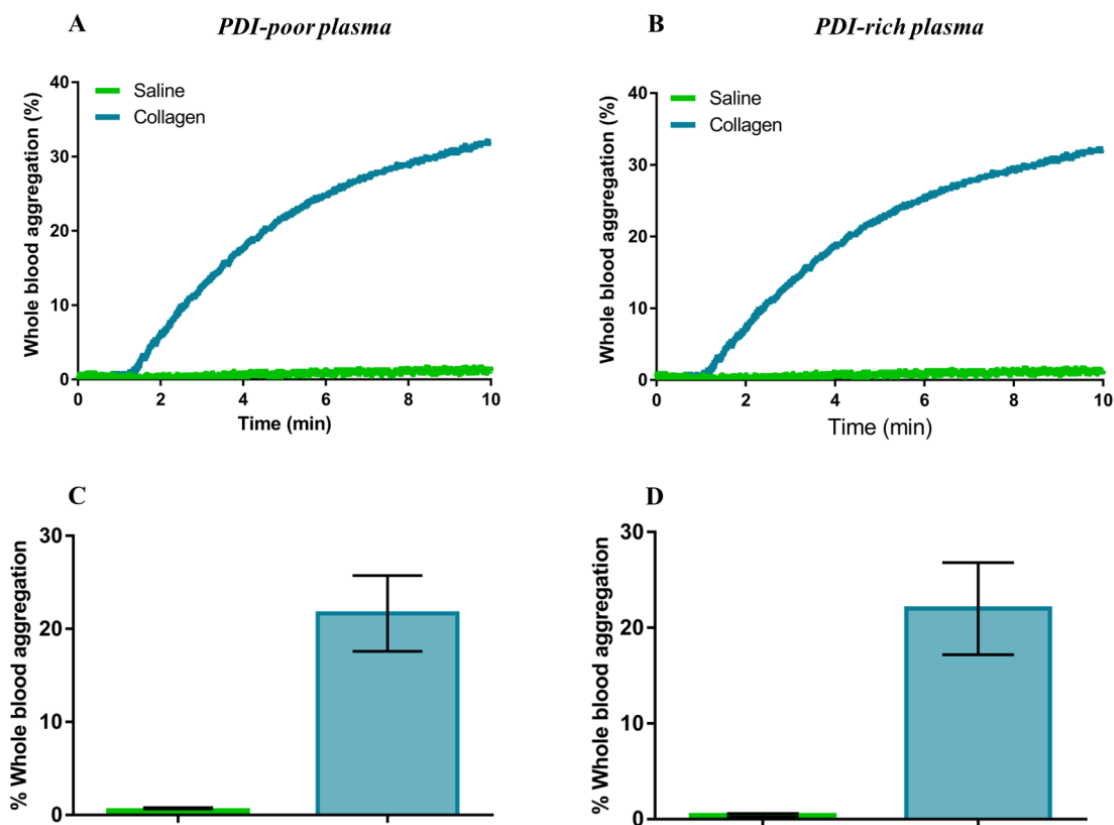 A PDI-poor plasma
Saline
Collagen
Whole blood aggregation (%)
40
30
20
10
0
0 2 4 6 8 10
Time (min)
B PDI-rich plasma
Saline
Collagen
Whole blood aggregation (%)
40
30
20
10
0
0 2 4 6 8 10
Time (min)
C
% Whole blood aggregation
30
20
10
0
D
% Whole blood aggregation
30
20
10
0